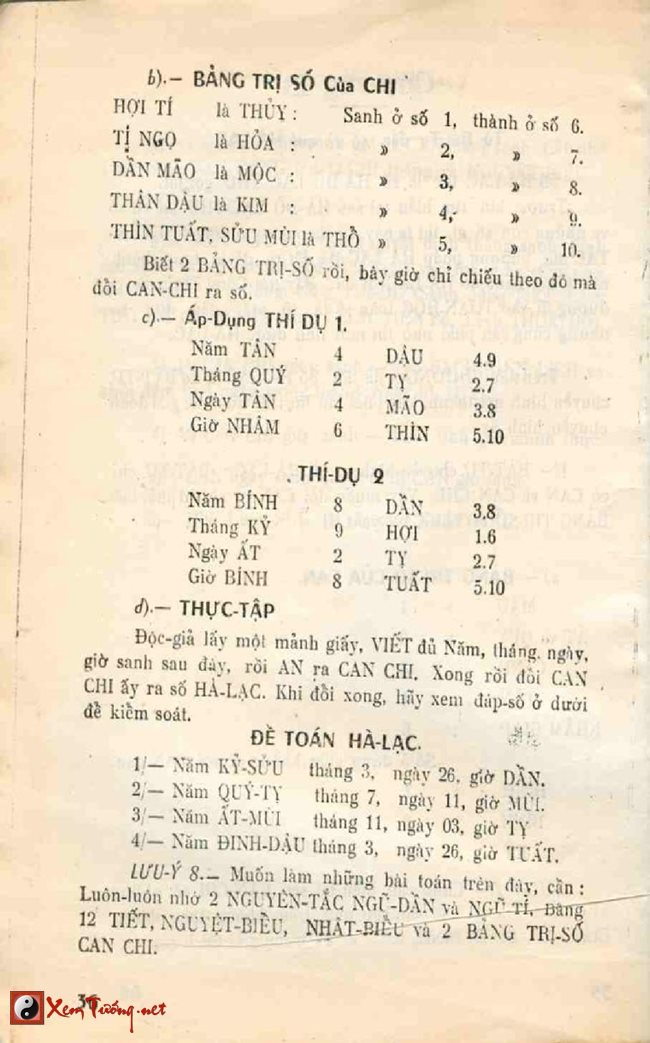 b).— BẢNG TRỊ SỐ Của CHI
HỢI TÍ là THỦY : Sanh ở số 1, thành ở số 6.
TỊ NGỌ là HỎA : » 2, » 7.
DẦN MÃO là MỘC : » 3, » 8.
THÂN DẬU là KIM : » 4, » 9.
THÌN TUẤT, SỬU MÙI là THỔ » 5, » 10.
Biết 2 BẢNG TRỊ-SỐ rồi, bây giờ chỉ chiếu theo đó mà
đổi CAN-CHI ra số.
c).— Áp-Dụng THÍ DỤ 1.
Năm TÂN 4 DẬU 4.9
Tháng QUÝ 2 TỴ 2.7
Ngày TÂN 4 MÃO 3.8
Giờ NHÂM 6 THÌN 5.10
THÍ-DỤ 2
Năm BÍNH 8 DẦN 3.8
Tháng KỶ 9 HỢI 1.6
Ngày ẤT 2 TỴ 2.7
Giờ BÍNH 8 TUẤT 5.10
d).— THỰC-TẬP
Độc-giả lấy một mảnh giấy, VIẾT đủ Năm, tháng. ngày,
giờ sanh sau đây, rồi AN ra CAN CHI. Xong rồi đổi CAN
CHI ấy ra số HÀ-LẠC. Khi đổi xong, hãy xem đáp-số ở dưới
để kiểm soát.
ĐỀ TOÁN HÀ-LẠC.
1/— Năm KỶ-SỬU tháng 3, ngày 26, giờ DẦN.
2/— Năm QUÝ-TỴ tháng 7, ngày 11, giờ MÙI.
3/— Năm ẤT-MÙI tháng 11, ngày 03, giờ TỴ
4/— Năm ĐINH-DẬU tháng 3, ngày 26, giờ TUẤT.
LƯU-Ý 8.— Muốn làm những bài toán trên đây, cần :
Luôn-luôn nhớ 2 NGUYÊN-TẮC NGŨ-DẦN và NGŨ TÍ, Bảng
12 TIẾT, NGUYỆT-BIỂU, NHẬT-BIỂU và 2 BẢNG TRỊ-SỐ
CAN CHI.
36
XemTướng.net